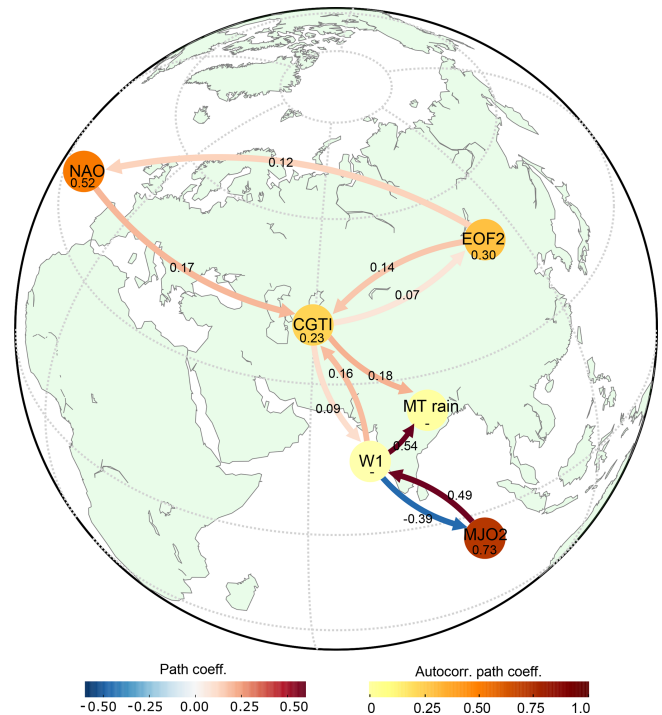 0.12
NAO
0.52
EOF2
0.30
0.17
0.14
0.07
CGTI
0.23
0.16
0.18
0.09
MT rain
-
0.54
W1
-
0.49
-0.39
MJO2
0.73
Path coeff.
Autocorr. path coeff.
-0.50 0.25 0.00 0.25 0.50
0 0.25 0.50 0.75 1.0